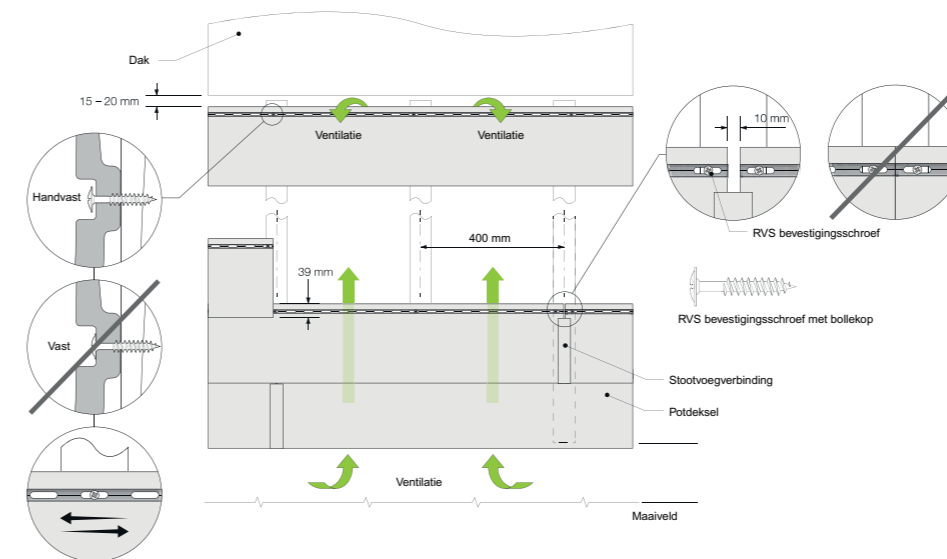 Dak
15 – 20 mm
Ventilatie
Ventilatie
10 mm
Handvast
RVS bevestigingsschroef
400 mm
39 mm
RVS bevestigingsschroef met bollekop
Vast
Stootvoegverbinding
Potdeksel
Ventilatie
Maaiveld